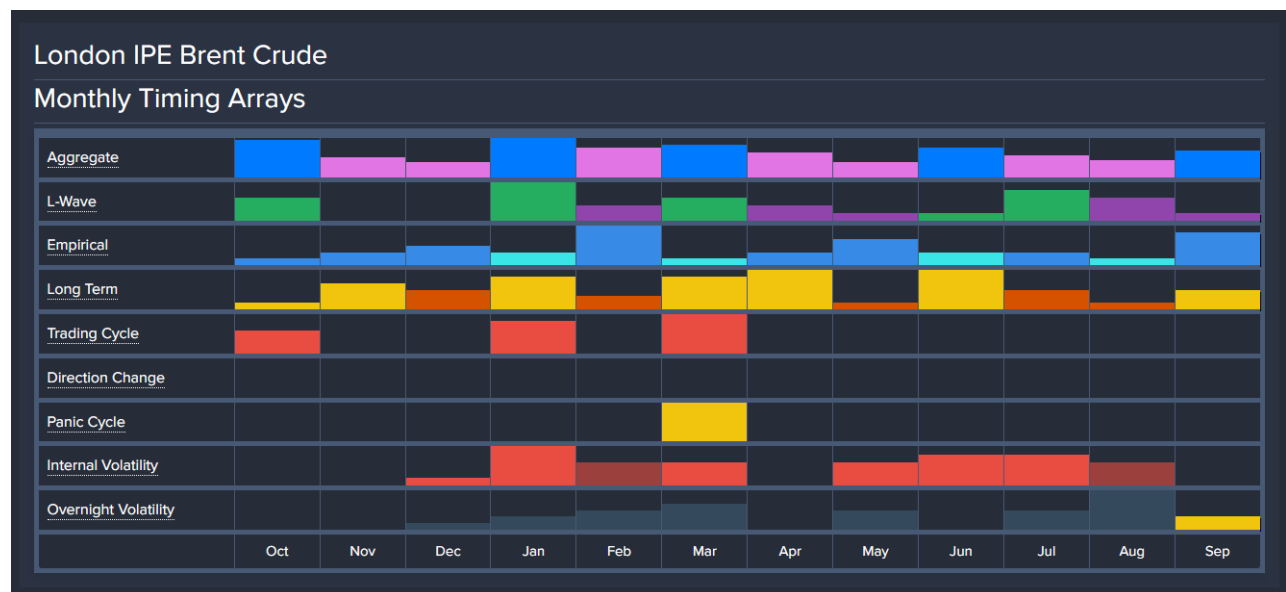 London IPE Brent Crude
Monthly Timing Arrays
Aggregate
L-Wave
Empirical
Long Term
Trading Cycle
Direction Change
Panic Cycle
Internal Volatility
Overnight Volatility
Oct Nov Dec Jan Feb Mar Apr May Jun Jul Aug Sep